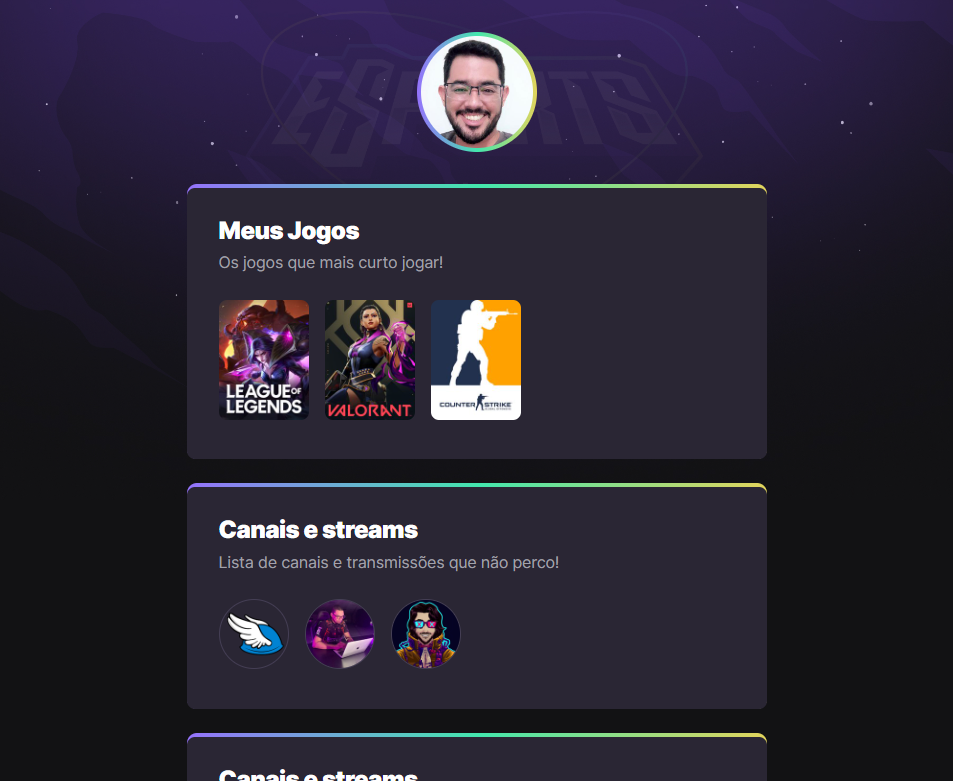 ESPORTS
Meus Jogos
Os jogos que mais curto jogar!
LEAGUE OF
LEGENDS
VALORANT
COUNTER STRIKE
Canais e streams
Lista de canais e transmissões que não perco!
Canais e streams